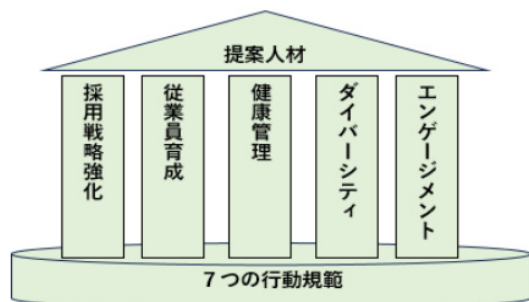 提案人材
採用戦略強化
従業員育成
健康管理
ダイバーシティ
エンゲージメント
7つの行動規範